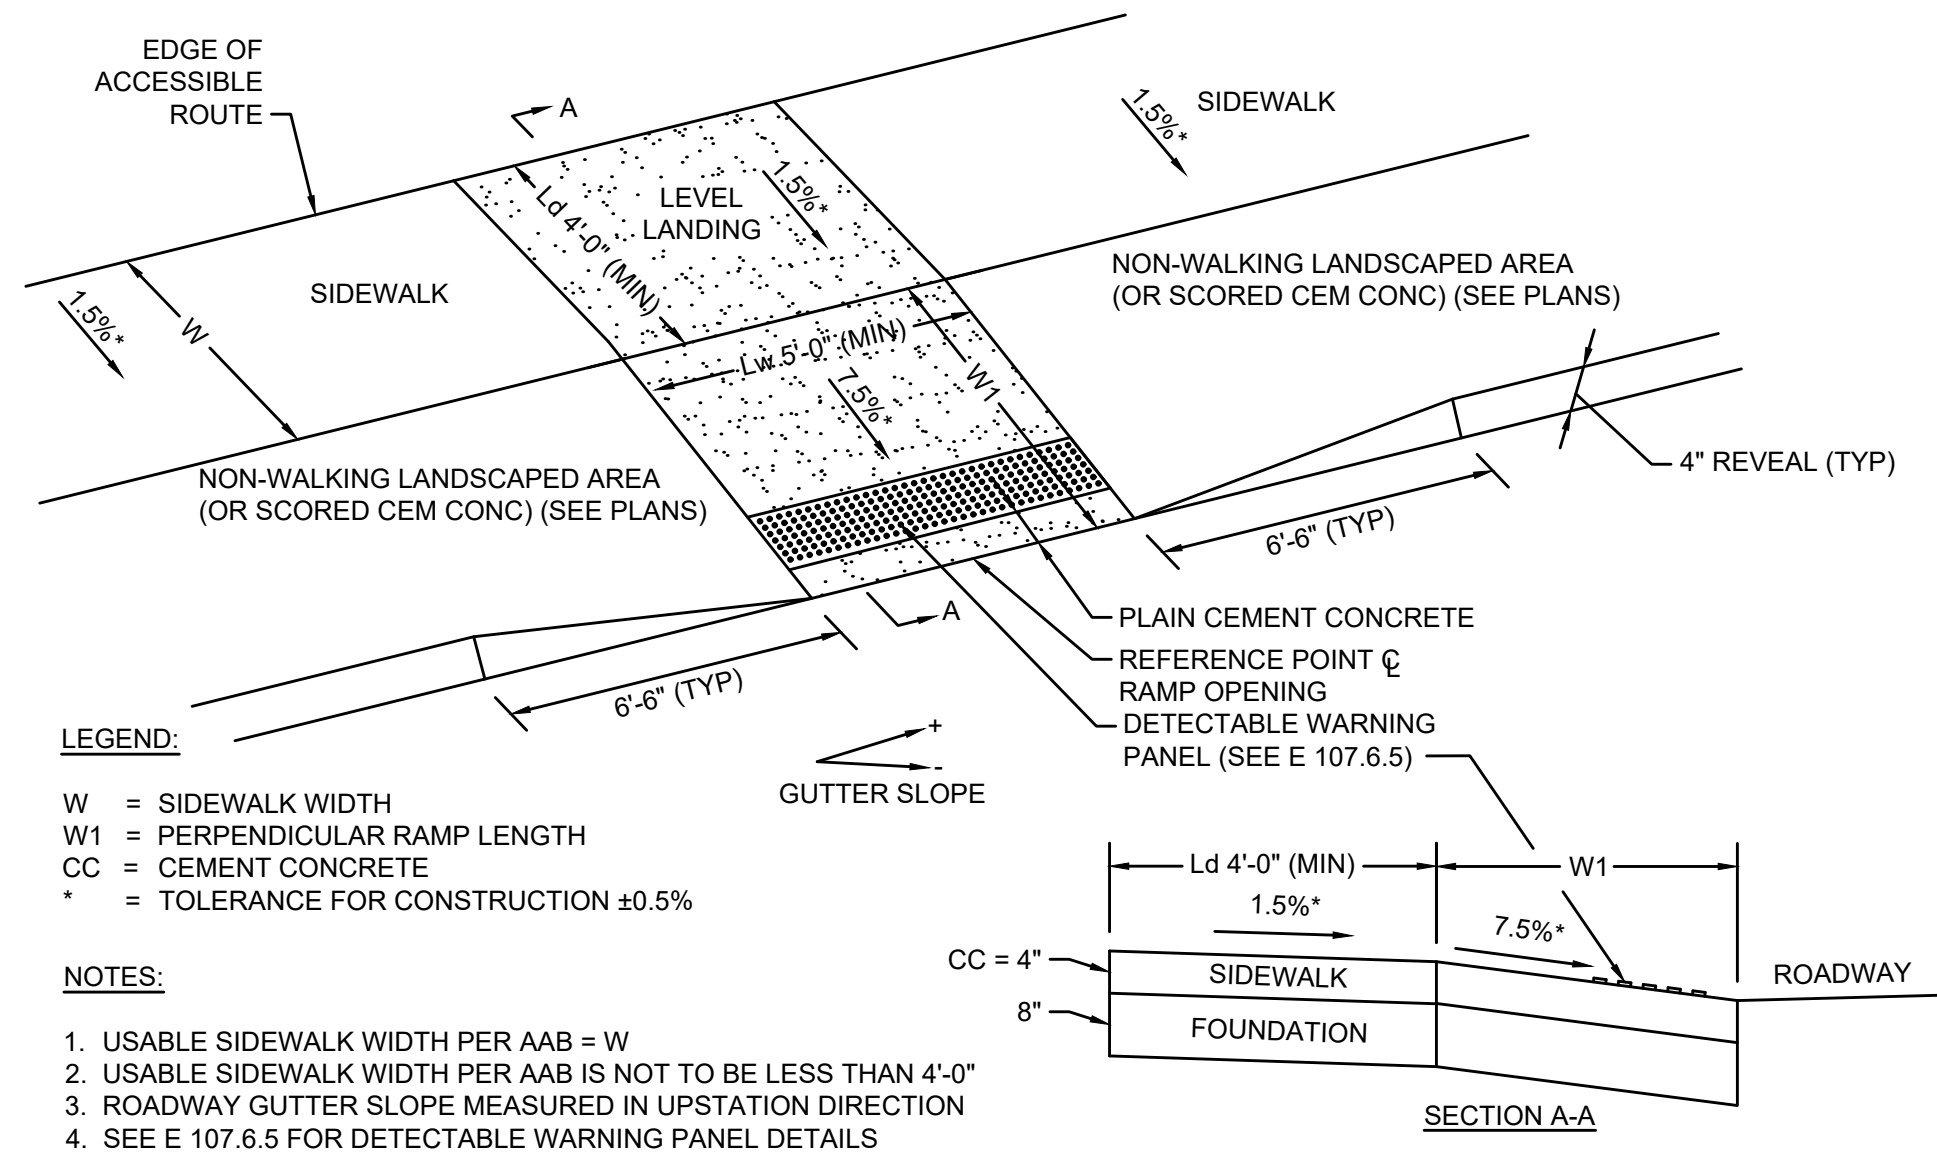 EDGE OF
ACCESSIBLE
ROUTE
A
SIDEWALK
1.5%*
LEVEL
LANDING
1.5%*
Ld 4'-0" (MIN)
SIDEWALK
1.5%*
W
NON-WALKING LANDSCAPED AREA
(OR SCORED CEM CONC) (SEE PLANS)
Lw 5'-0" (MIN)
W1
7.5%*
4" REVEAL (TYP)
NON-WALKING LANDSCAPED AREA
(OR SCORED CEM CONC) (SEE PLANS)
6'-6" (TYP)
A
PLAIN CEMENT CONCRETE
REFERENCE POINT ℄
RAMP OPENING
DETECTABLE WARNING
PANEL (SEE E 107.6.5)
6'-6" (TYP)
+
-
GUTTER SLOPE
LEGEND:
W = SIDEWALK WIDTH
W1 = PERPENDICULAR RAMP LENGTH
CC = CEMENT CONCRETE
* = TOLERANCE FOR CONSTRUCTION ±0.5%
NOTES:
1. USABLE SIDEWALK WIDTH PER AAB = W
2. USABLE SIDEWALK WIDTH PER AAB IS NOT TO BE LESS THAN 4'-0"
3. ROADWAY GUTTER SLOPE MEASURED IN UPSTATION DIRECTION
4. SEE E 107.6.5 FOR DETECTABLE WARNING PANEL DETAILS
Ld 4'-0" (MIN)
W1
1.5%*
7.5%*
CC = 4"
SIDEWALK
ROADWAY
8"
FOUNDATION
SECTION A-A